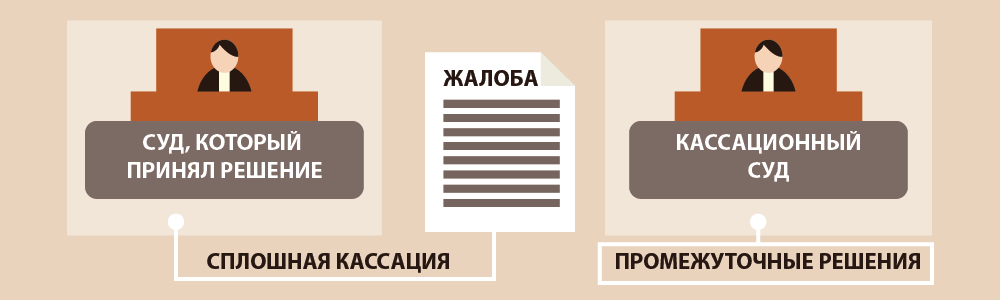 СУД, КОТОРЫЙ
ПРИНЯЛ РЕШЕНИЕ
ЖАЛОБА
КАССАЦИОННЫЙ
СУД
СПЛОШНАЯ КАССАЦИЯ
ПРОМЕЖУТОЧНЫЕ РЕШЕНИЯ